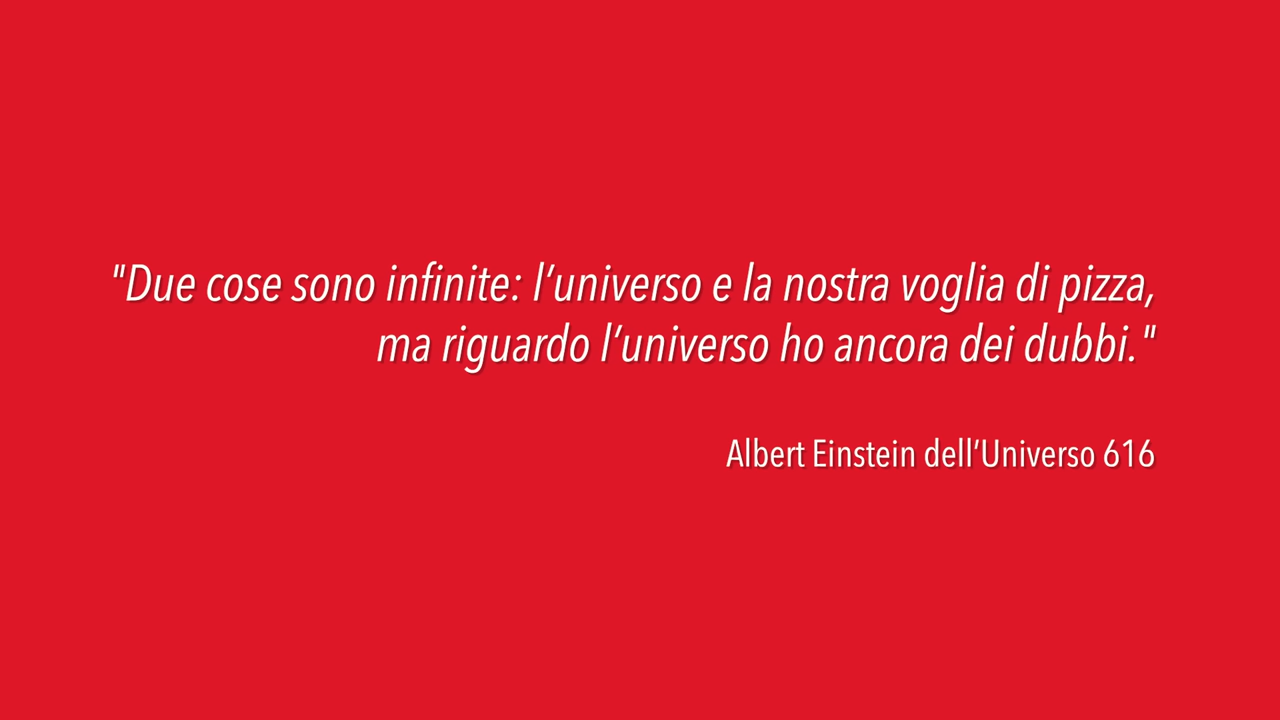 "Due cose sono infinite: l’universo e la nostra voglia di pizza,
ma riguardo l’universo ho ancora dei dubbi."
Albert Einstein dell’Universo 616